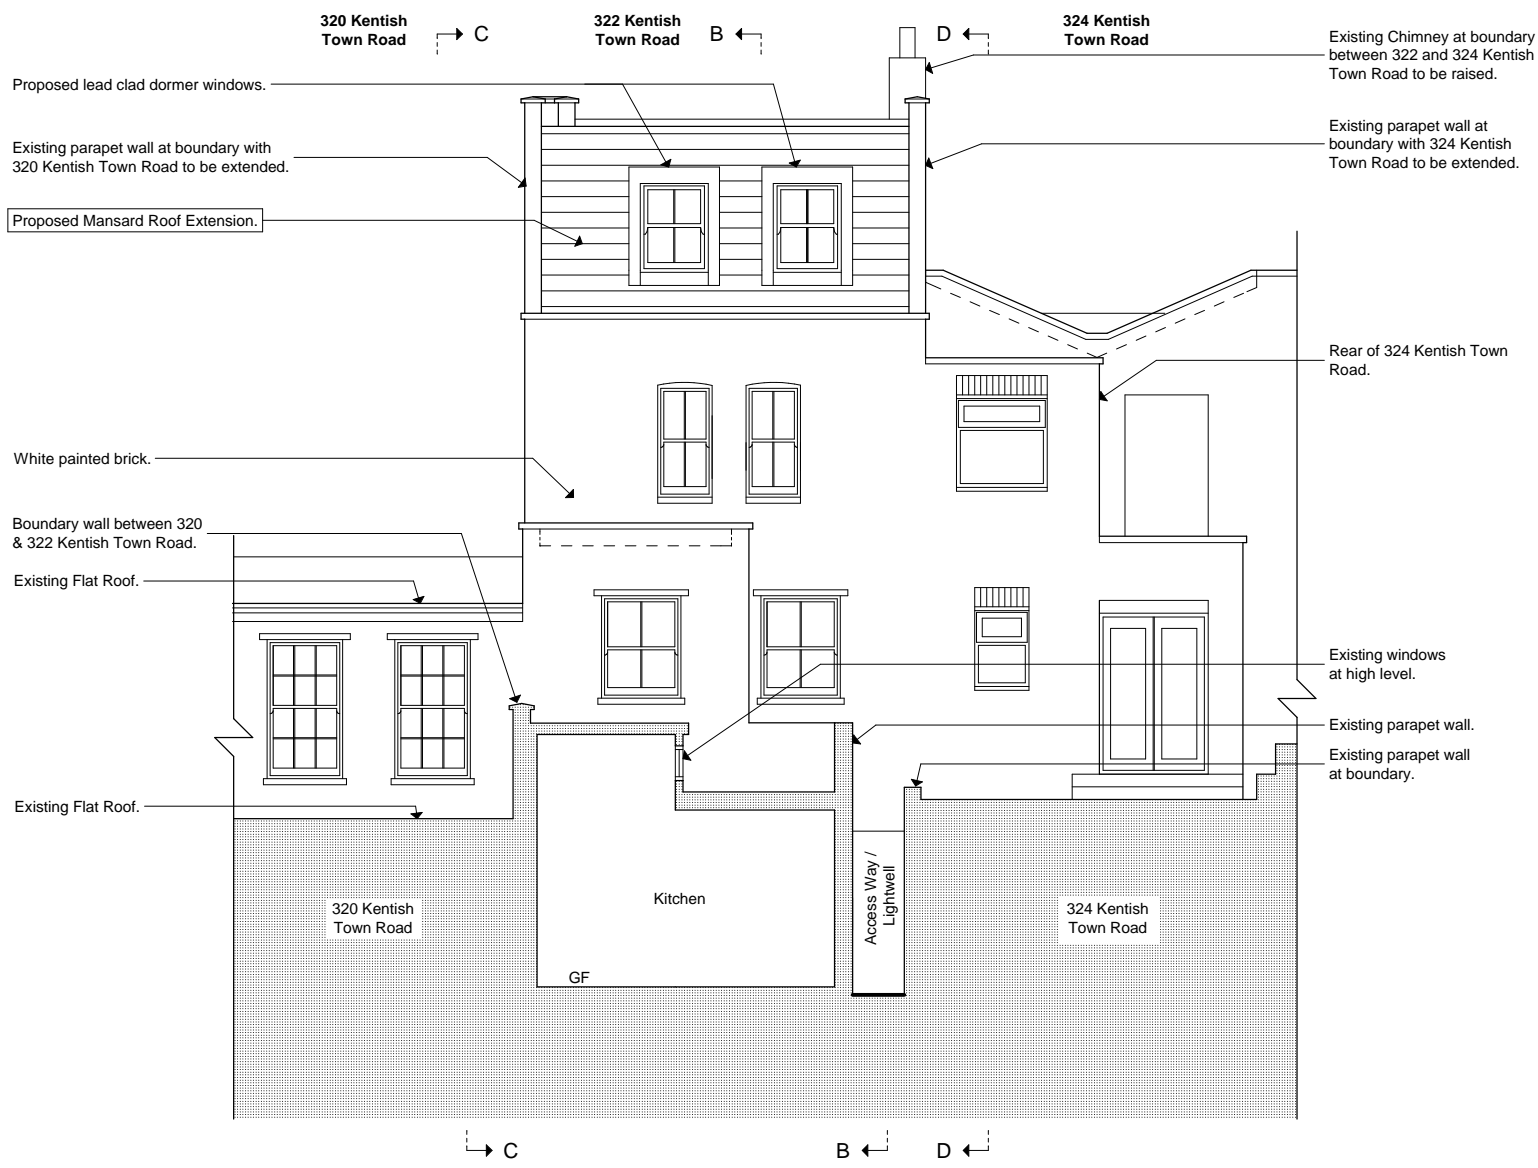 320 Kentish
Town Road
C
322 Kentish
Town Road
B
D
324 Kentish
Town Road
Existing Chimney at boundary
between 322 and 324 Kentish
Town Road to be raised.
Proposed lead clad dormer windows.
Existing parapet wall at boundary with
320 Kentish Town Road to be extended.
Existing parapet wall at
boundary with 324 Kentish
Town Road to be extended.
Proposed Mansard Roof Extension.
Rear of 324 Kentish Town
Road.
White painted brick.
Boundary wall between 320
& 322 Kentish Town Road.
Existing Flat Roof.
Existing windows
at high level.
Existing parapet wall.
Existing parapet wall
at boundary.
Existing Flat Roof.
320 Kentish
Town Road
Kitchen
GF
Access Way /
Lightwell
324 Kentish
Town Road
C
B
D